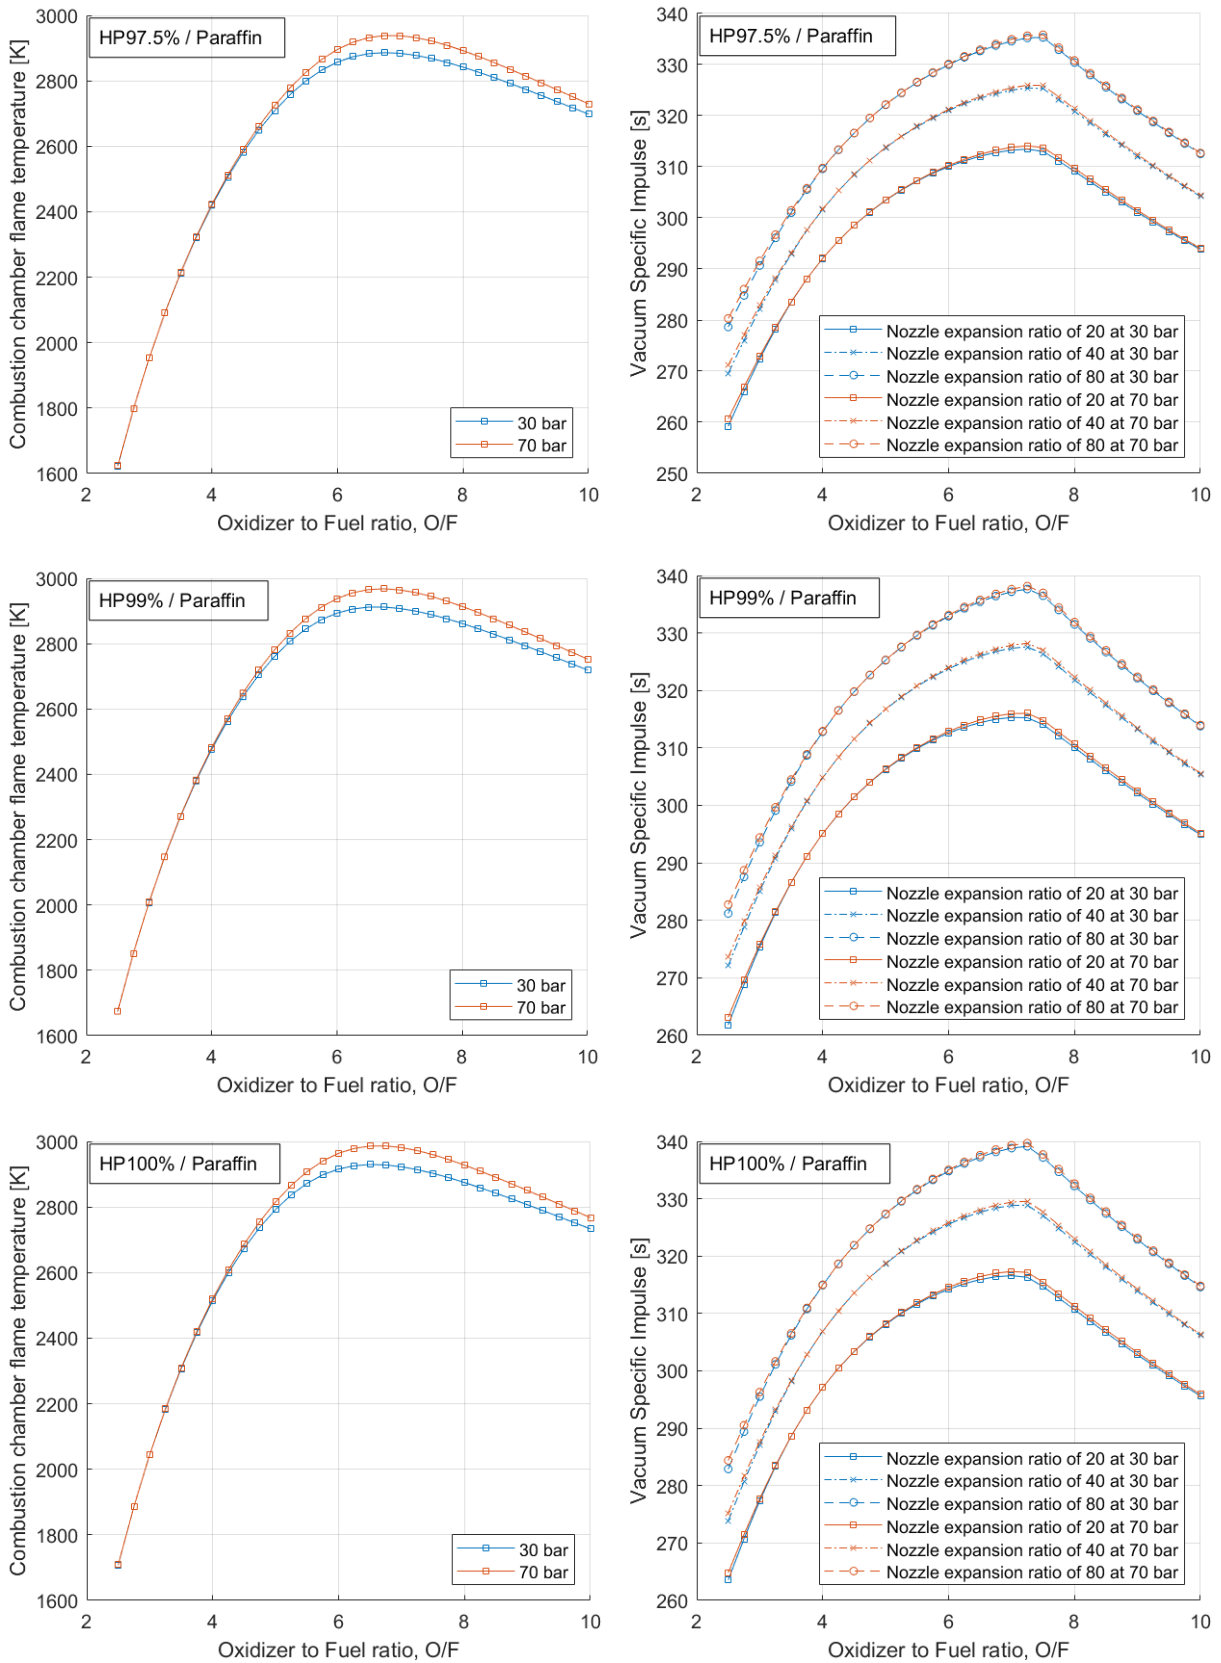 HP97.5% / Paraffin
Combustion chamber flame temperature [K]
3000
2800
2600
2400
2200
2000
1800
1600
2
4
6
8
10
30 bar
70 bar
Oxidizer to Fuel ratio, O/F
HP97.5% / Paraffin
Vacuum Specific Impulse [s]
340
330
320
310
300
290
280
270
260
250
2
4
6
8
10
Nozzle expansion ratio of 20 at 30 bar
Nozzle expansion ratio of 40 at 30 bar
Nozzle expansion ratio of 80 at 30 bar
Nozzle expansion ratio of 20 at 70 bar
Nozzle expansion ratio of 40 at 70 bar
Nozzle expansion ratio of 80 at 70 bar
Oxidizer to Fuel ratio, O/F
HP99% / Paraffin
Combustion chamber flame temperature [K]
3000
2800
2600
2400
2200
2000
1800
1600
2
4
6
8
10
30 bar
70 bar
Oxidizer to Fuel ratio, O/F
HP99% / Paraffin
Vacuum Specific Impulse [s]
340
330
320
310
300
290
280
270
260
2
4
6
8
10
Nozzle expansion ratio of 20 at 30 bar
Nozzle expansion ratio of 40 at 30 bar
Nozzle expansion ratio of 80 at 30 bar
Nozzle expansion ratio of 20 at 70 bar
Nozzle expansion ratio of 40 at 70 bar
Nozzle expansion ratio of 80 at 70 bar
Oxidizer to Fuel ratio, O/F
HP100% / Paraffin
Combustion chamber flame temperature [K]
3000
2800
2600
2400
2200
2000
1800
1600
2
4
6
8
10
30 bar
70 bar
Oxidizer to Fuel ratio, O/F
HP100% / Paraffin
Vacuum Specific Impulse [s]
340
330
320
310
300
290
280
270
260
2
4
6
8
10
Nozzle expansion ratio of 20 at 30 bar
Nozzle expansion ratio of 40 at 30 bar
Nozzle expansion ratio of 80 at 30 bar
Nozzle expansion ratio of 20 at 70 bar
Nozzle expansion ratio of 40 at 70 bar
Nozzle expansion ratio of 80 at 70 bar
Oxidizer to Fuel ratio, O/F